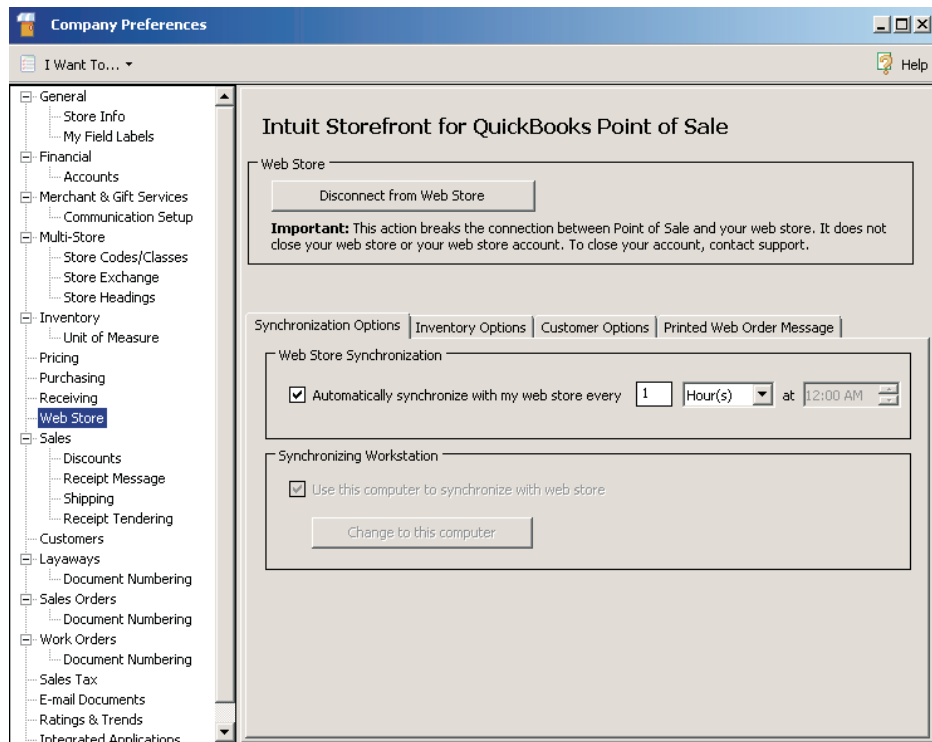 Company Preferences
I Want To...
Help
General
Store Info
My Field Labels
Financial
Accounts
Merchant & Gift Services
Communication Setup
Multi-Store
Store Codes/Classes
Store Exchange
Store Headings
Inventory
Unit of Measure
Pricing
Purchasing
Receiving
Web Store
Sales
Discounts
Receipt Message
Shipping
Receipt Tendering
Customers
Layaways
Document Numbering
Sales Orders
Document Numbering
Work Orders
Document Numbering
Sales Tax
E-mail Documents
Ratings & Trends
Integrated Applications
Intuit Storefront for QuickBooks Point of Sale
Web Store
Disconnect from Web Store
Important: This action breaks the connection between Point of Sale and your web store. It does not
close your web store or your web store account. To close your account, contact support.
Synchronization Options Inventory Options Customer Options Printed Web Order Message
Web Store Synchronization
Automatically synchronize with my web store every 1 Hour(s) at 12:00 AM
Synchronizing Workstation
Use this computer to synchronize with web store
Change to this computer